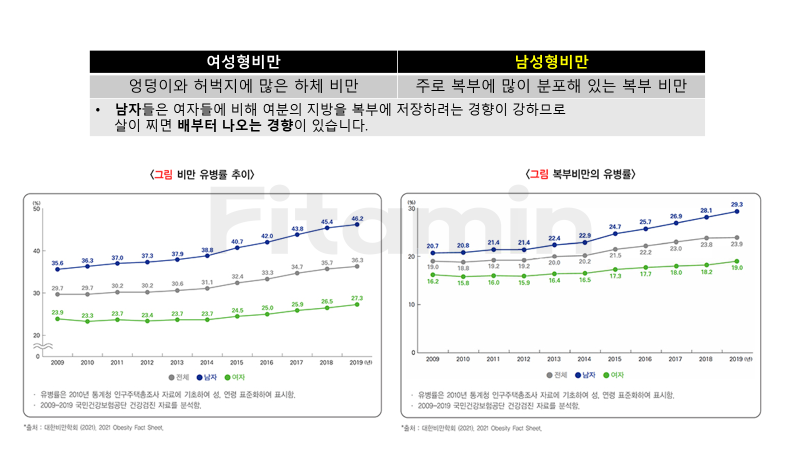 여성형비만 남성형비만
엉덩이와 허벅지에 많은 하체 비만 주로 복부에 많이 분포해 있는 복부 비만
• 남자들은 여자들에 비해 여분의 지방을 복부에 저장하려는 경향이 강하므로
살이 찌면 배부터 나오는 경향이 있습니다.
Fitamin
<그림 비만 유병률 추이>
(%)
50
40
30
20
0
35.6 36.3 37.0 37.3 37.9 38.8 40.7 42.0 43.8 45.4 46.2
29.7 29.7 30.2 30.2 30.6 31.1 32.4 33.3 34.7 35.7 36.3
23.9 23.3 23.7 23.4 23.7 23.7 24.5 25.0 25.9 26.5 27.3
2009 2010 2011 2012 2013 2014 2015 2016 2017 2018 2019 (년)
전체 남자 여자
· 유병률은 2010년 통계청 인구주택총조사 자료에 기초하여 성, 연령 표준화하여 표시함.
· 2009~2019 국민건강보험공단 건강검진 자료를 분석함.
*출처 : 대한비만학회 (2021), 2021 Obesity Fact Sheet.
<그림 복부비만의 유병률>
(%)
30
20
10
0
20.7 20.8 21.4 21.4 22.4 22.9 24.7 25.7 26.9 28.1 29.3
19.0 18.8 19.2 19.2 20.0 20.2 21.5 22.2 23.0 23.8 23.9
16.2 15.8 16.0 15.9 16.4 16.5 17.3 17.7 18.0 18.2 19.0
2009 2010 2011 2012 2013 2014 2015 2016 2017 2018 2019 (년)
전체 남자 여자
· 유병률은 2010년 통계청 인구주택총조사 자료에 기초하여 성, 연령 표준화하여 표시함.
· 2009~2019 국민건강보험공단 건강검진 자료를 분석함.
*출처 : 대한비만학회 (2021), 2021 Obesity Fact Sheet.